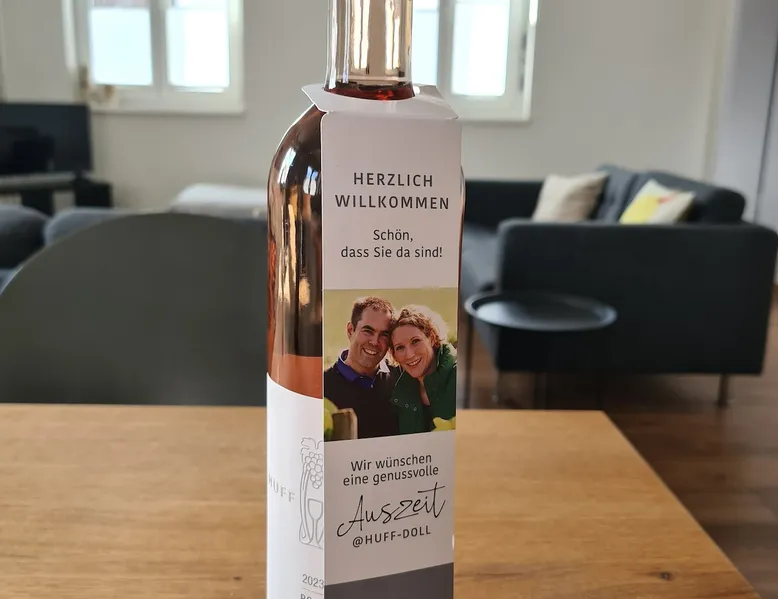 HERZLICH
WILLKOMMEN
Schön,
dass Sie da sind!
Wir wünschen
eine genussvolle
Auszeit
@HUFF-DOLL
HUFF
2023